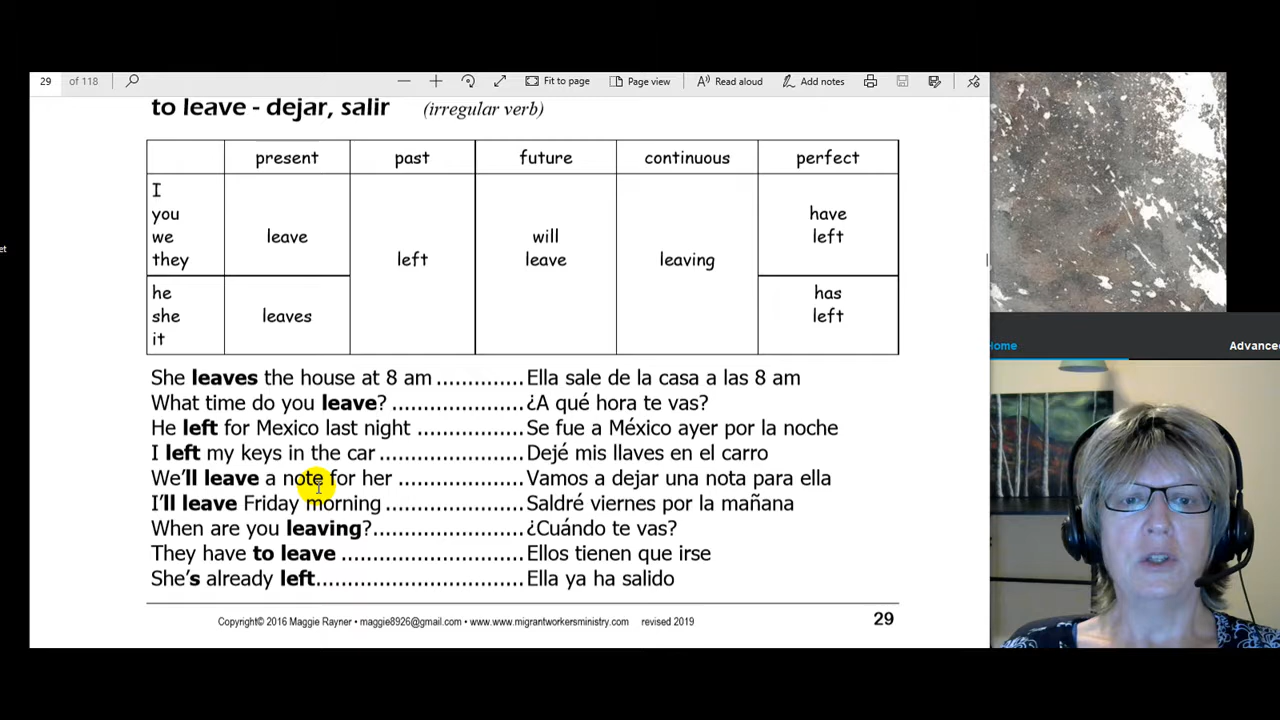 29 of 118 Fit to page Page view Read aloud Add notes
to leave - dejar, salir (irregular verb)
present past future continuous perfect
I
you
we
they
leave
left
will
leave
leaving
have
left
he
she
it
leaves
has
left
She leaves the house at 8 am .............. Ella sale de la casa a las 8 am
What time do you leave? ..................... ¿A qué hora te vas?
He left for Mexico last night ................. Se fue a México ayer por la noche
I left my keys in the car ....................... Dejé mis llaves en el carro
We'll leave a note for her .................... Vamos a dejar una nota para ella
I'll leave Friday morning ...................... Saldré viernes por la mañana
When are you leaving?........................ ¿Cuándo te vas?
They have to leave ............................. Ellos tienen que irse
She's already left................................. Ella ya ha salido
Copyright© 2016 Maggie Rayner • maggie8926@gmail.com • www.www.migrantworkersministry.com revised 2019 29
Home Advance